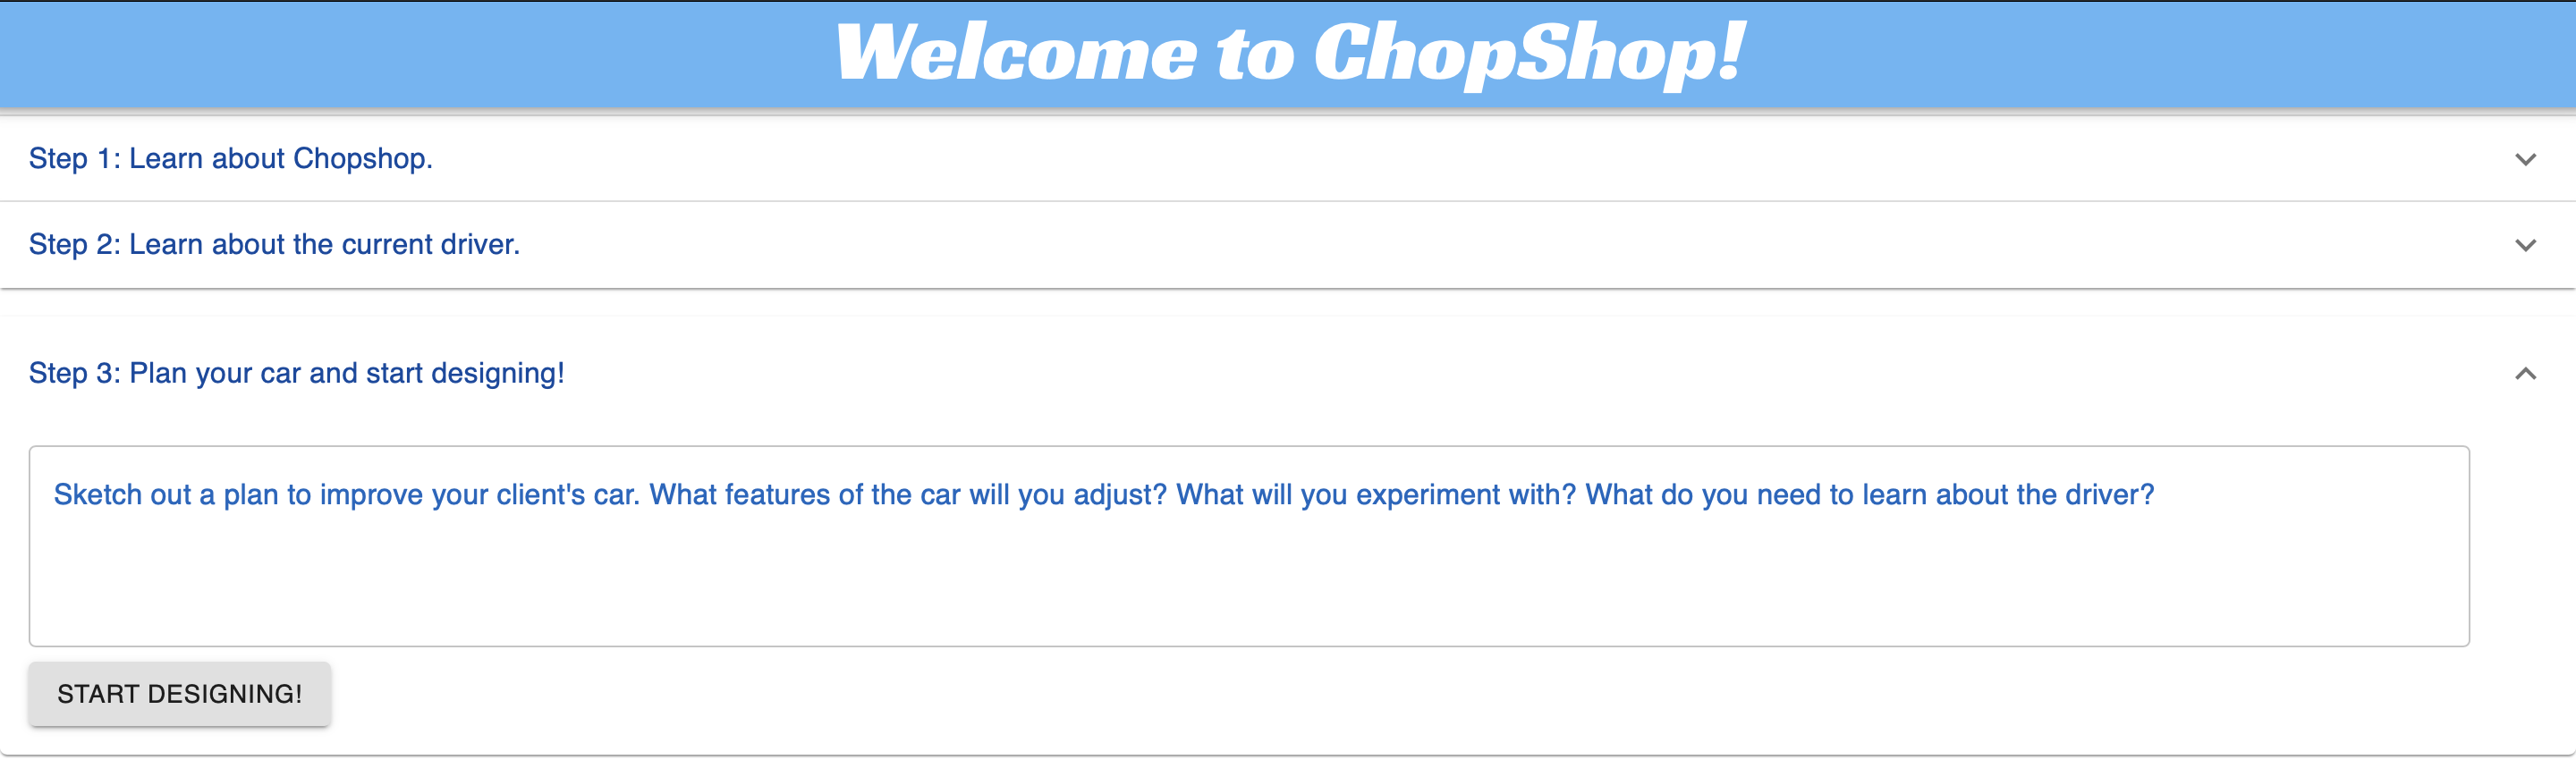 Welcome to ChopShop!
Step 1: Learn about Chopshop.
Step 2: Learn about the current driver.
Step 3: Plan your car and start designing!
Sketch out a plan to improve your client's car. What features of the car will you adjust? What will you experiment with? What do you need to learn about the driver?
START DESIGNING!